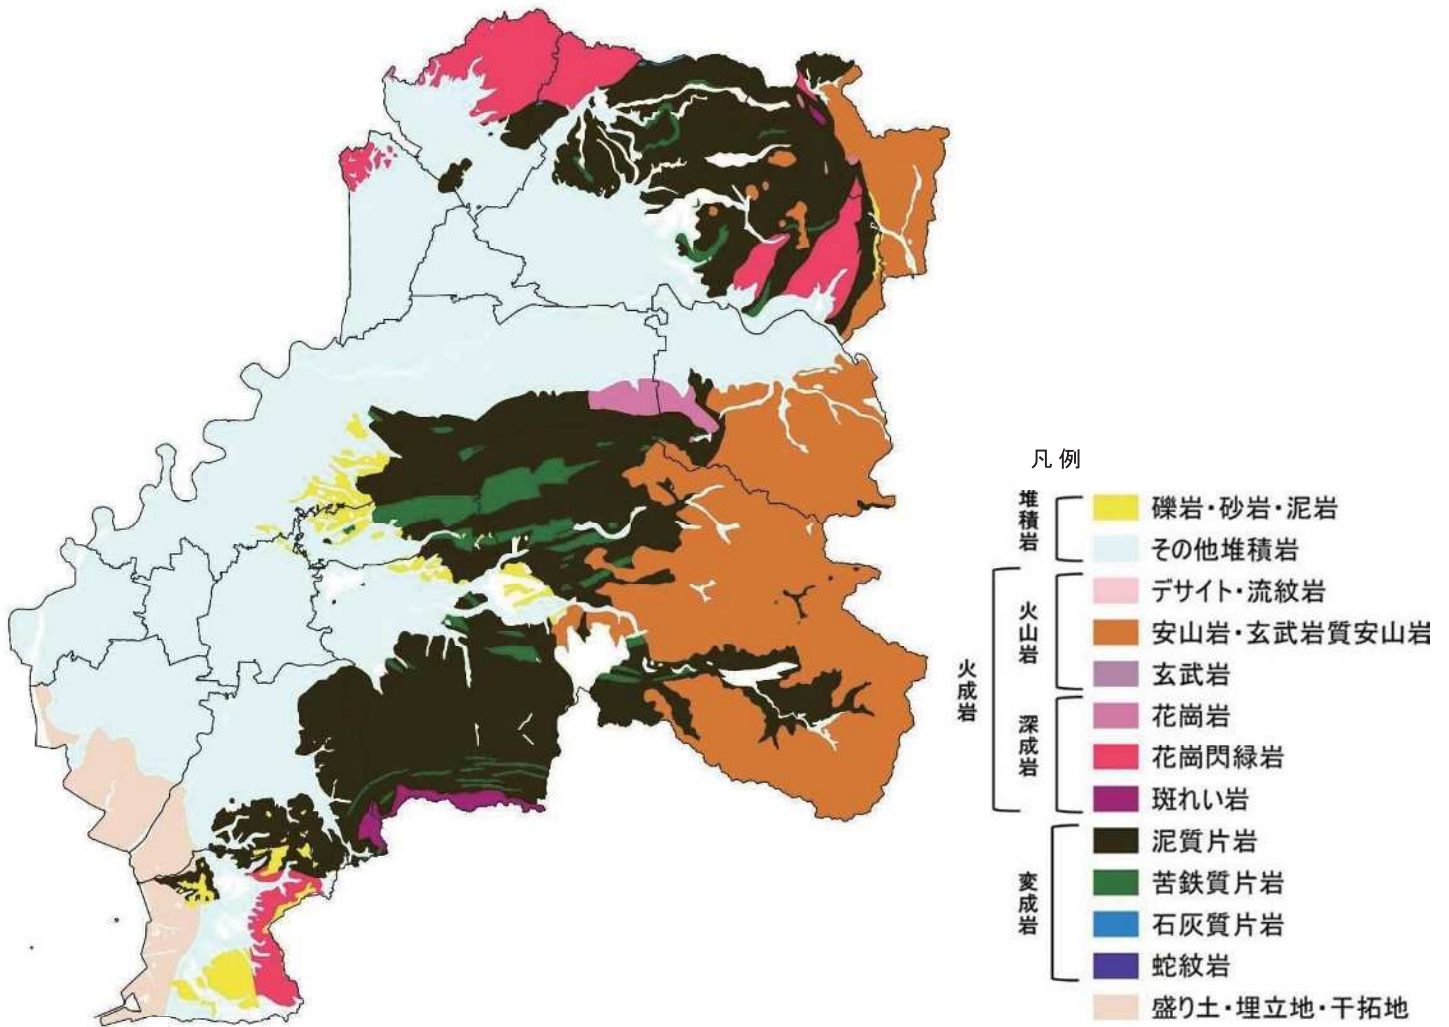 凡 例
堆積岩
礫岩・砂岩・泥岩
その他堆積岩
火成岩
火山岩
デサイト・流紋岩
安山岩・玄武岩質安山岩
玄武岩
深成岩
花崗岩
花崗閃緑岩
斑れい岩
変成岩
泥質片岩
苦鉄質片岩
石灰質片岩
蛇紋岩
盛り土・埋立地・干拓地